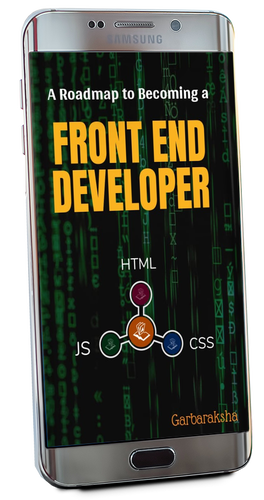 SAMSUNG
A Roadmap to Becoming a
FRONT END
DEVELOPER
HTML
JS
CSS
Garbaraksha